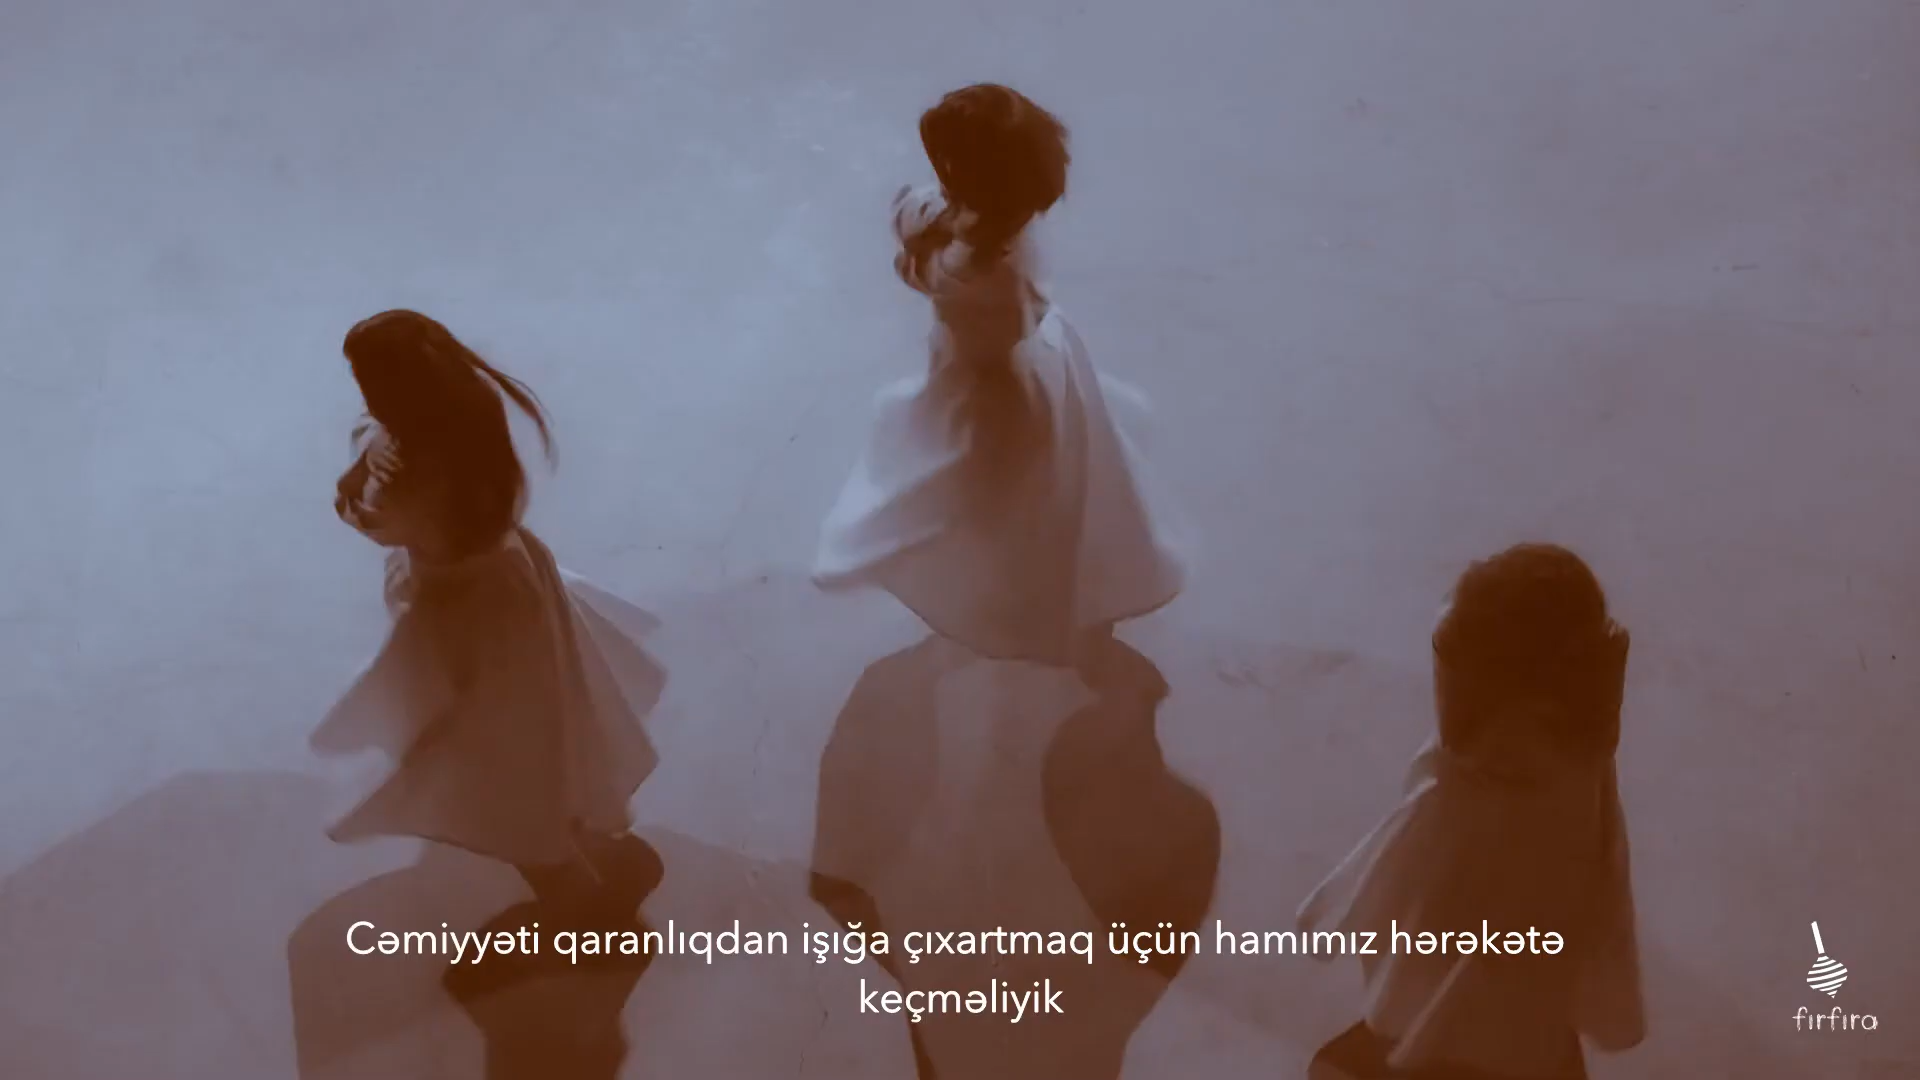 Cəmiyyəti qaranlıqdan işığa çıxartmaq üçün hamımız hərəkətə
keçməliyik
fırfıra